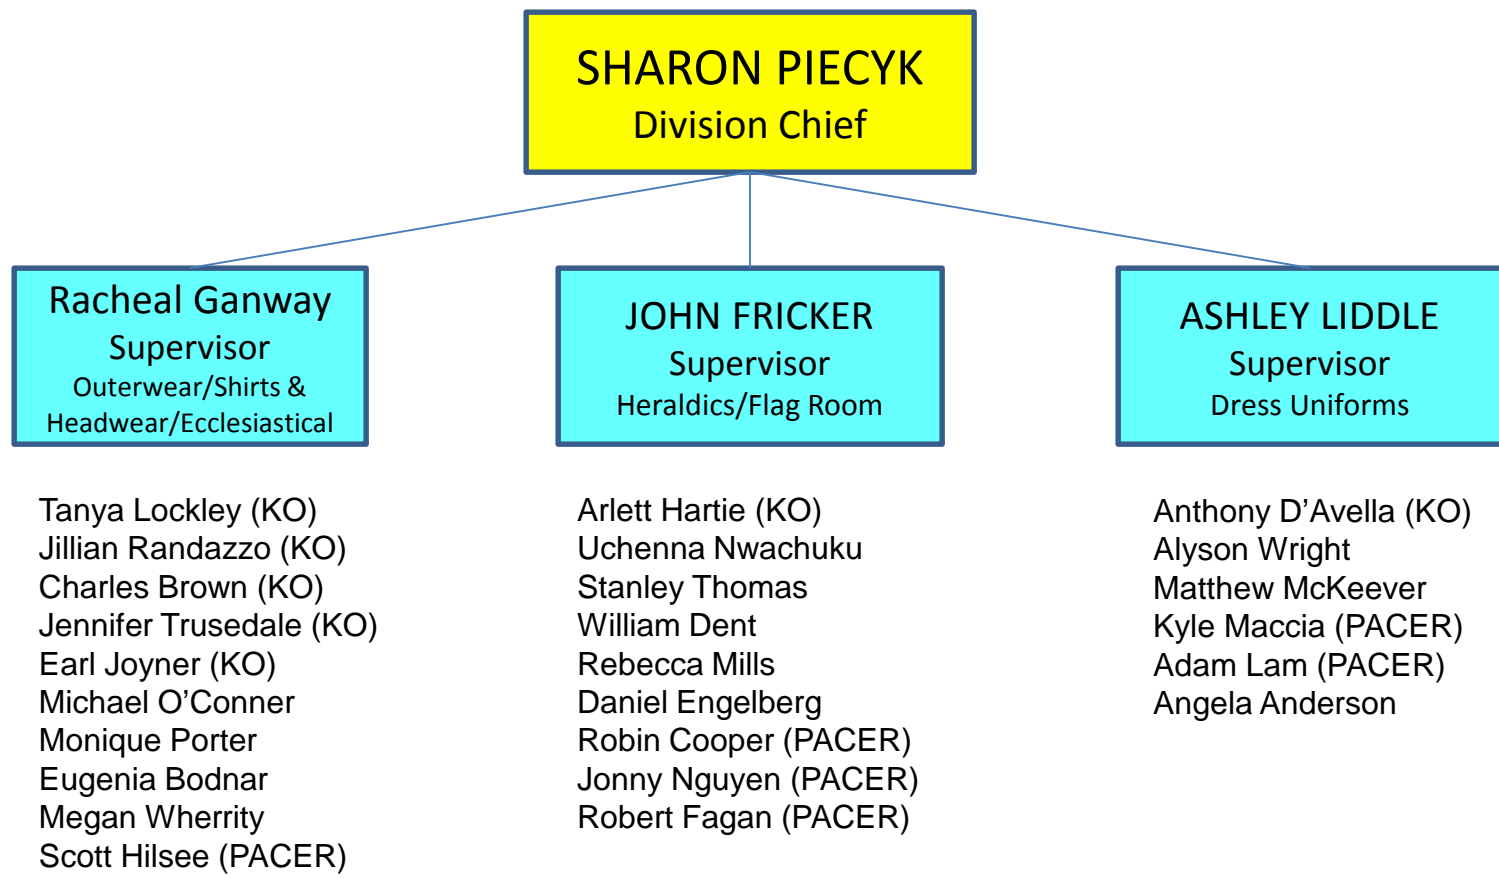 SHARON PIECYK
Division Chief
Racheal Ganway
Supervisor
Outerwear/Shirts &
Headwear/Ecclesiastical
JOHN FRICKER
Supervisor
Heraldics/Flag Room
ASHLEY LIDDLE
Supervisor
Dress Uniforms
Tanya Lockley (KO)
Jillian Randazzo (KO)
Charles Brown (KO)
Jennifer Trusedale (KO)
Earl Joyner (KO)
Michael O’Conner
Monique Porter
Eugenia Bodnar
Megan Wherrity
Scott Hilsee (PACER)
Arlett Hartie (KO)
Uchenna Nwachuku
Stanley Thomas
William Dent
Rebecca Mills
Daniel Engelberg
Robin Cooper (PACER)
Jonny Nguyen (PACER)
Robert Fagan (PACER)
Anthony D’Avella (KO)
Alyson Wright
Matthew McKeever
Kyle Maccia (PACER)
Adam Lam (PACER)
Angela Anderson